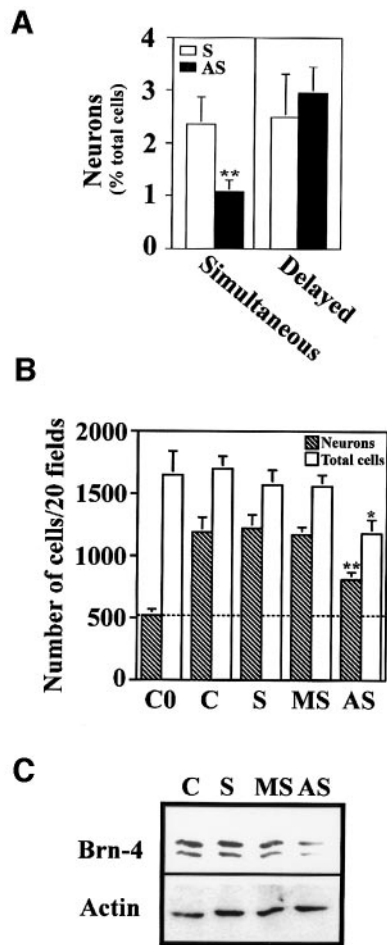 A
Neurons
(% total cells)
4
3
2
1
0
S
AS
**
Simultaneous
Delayed
B
Number of cells/20 fields
2000
1500
1000
500
0
Neurons
Total cells
**
*
C0 C S MS AS
C
C S MS AS
Brn-4
Actin